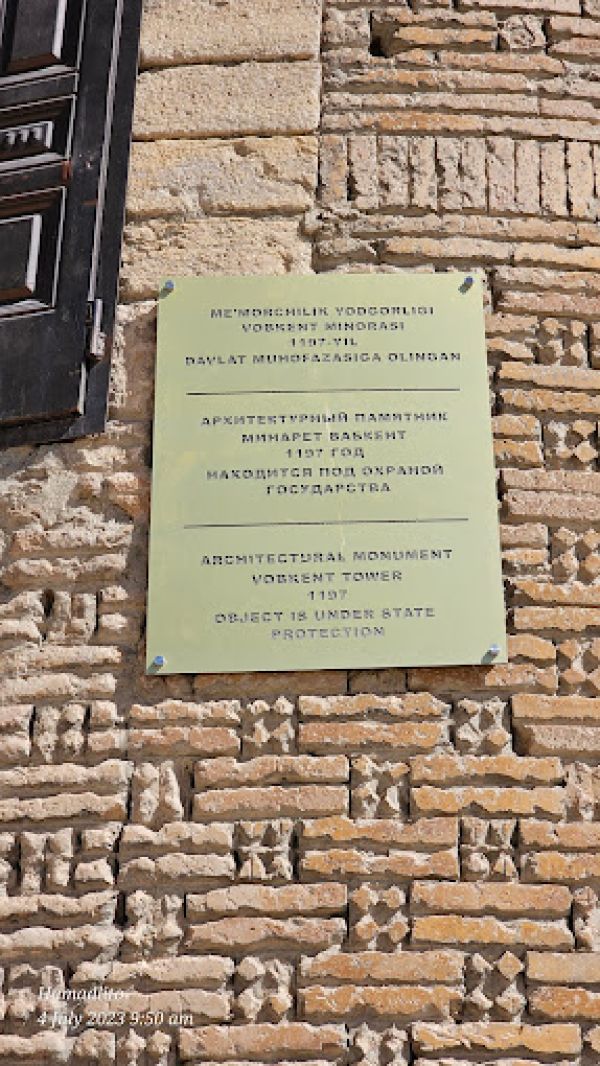 ME'MORCHILIK YODGORLIGI
VOBKENT MINORASI
1197-YIL
DAVLAT MUHOFAZASIGA OLINGAN
АРХИТЕКТУРНЫЙ ПАМЯТНИК
МИНАРЕТ ВАБКЕНТ
1197 ГОД
НАХОДИТСЯ ПОД ОХРАНОЙ
ГОСУДАРСТВА
ARCHITECTURAL MONUMENT
VOBKENT TOWER
1197
OBJECT IS UNDER STATE
PROTECTION
Hamadlito
4 July 2023 9:50 am